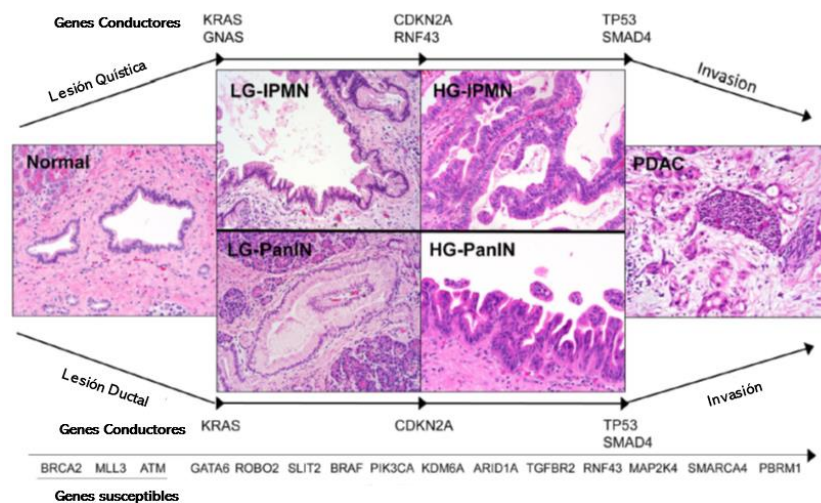 Genes Conductores
KRAS
GNAS
CDKN2A
RNF43
TP53
SMAD4
Lesión Quística
Invasión
LG-IPMN
HG-IPMN
Normal
PDAC
LG-PanIN
HG-PanIN
Lesión Ductal
Invasión
Genes Conductores
KRAS
CDKN2A
TP53
SMAD4
BRCA2 MLL3 ATM GATA6 ROBO2 SLIT2 BRAF PIK3CA KDM6A ARID1A TGFBR2 RNF43 MAP2K4 SMARCA4 PBRM1
Genes susceptibles